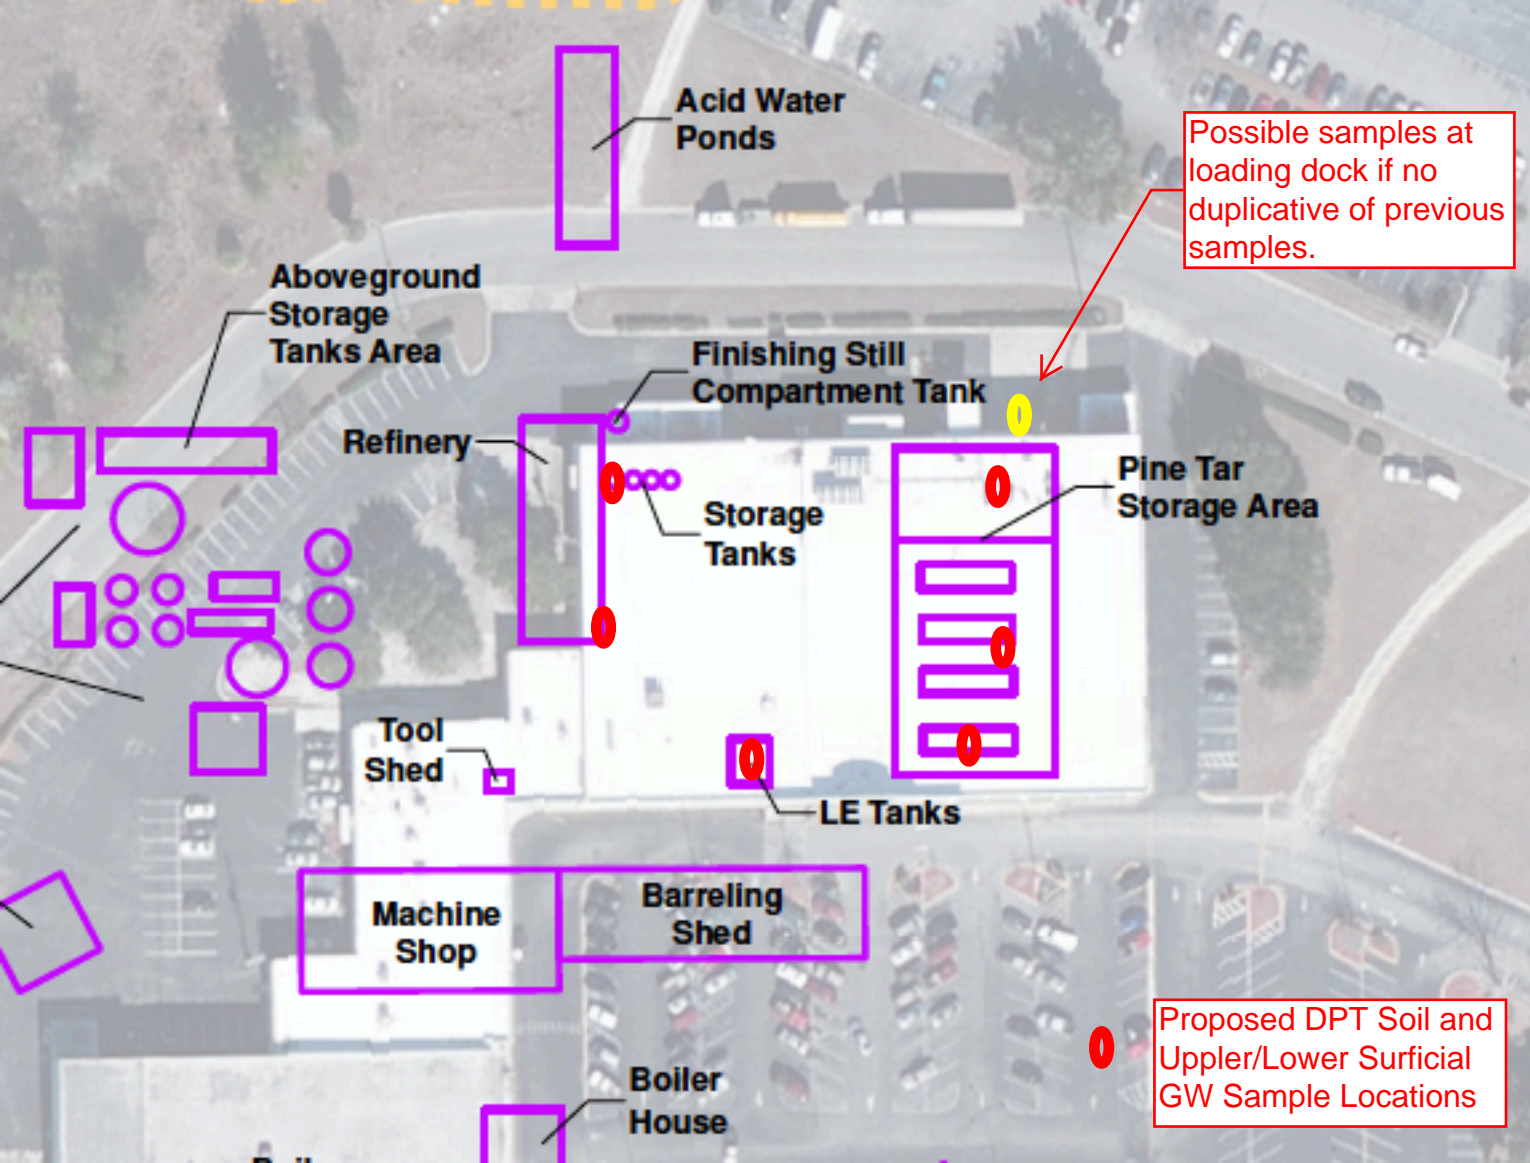 Acid Water
Ponds
Possible samples at
loading dock if no
duplicative of previous
samples.
Aboveground
Storage
Tanks Area
Finishing Still
Compartment Tank
Refinery
Pine Tar
Storage Area
Storage
Tanks
Tool
Shed
LE Tanks
Machine
Shop
Barreling
Shed
Proposed DPT Soil and
Uppler/Lower Surficial
GW Sample Locations
Boiler
House